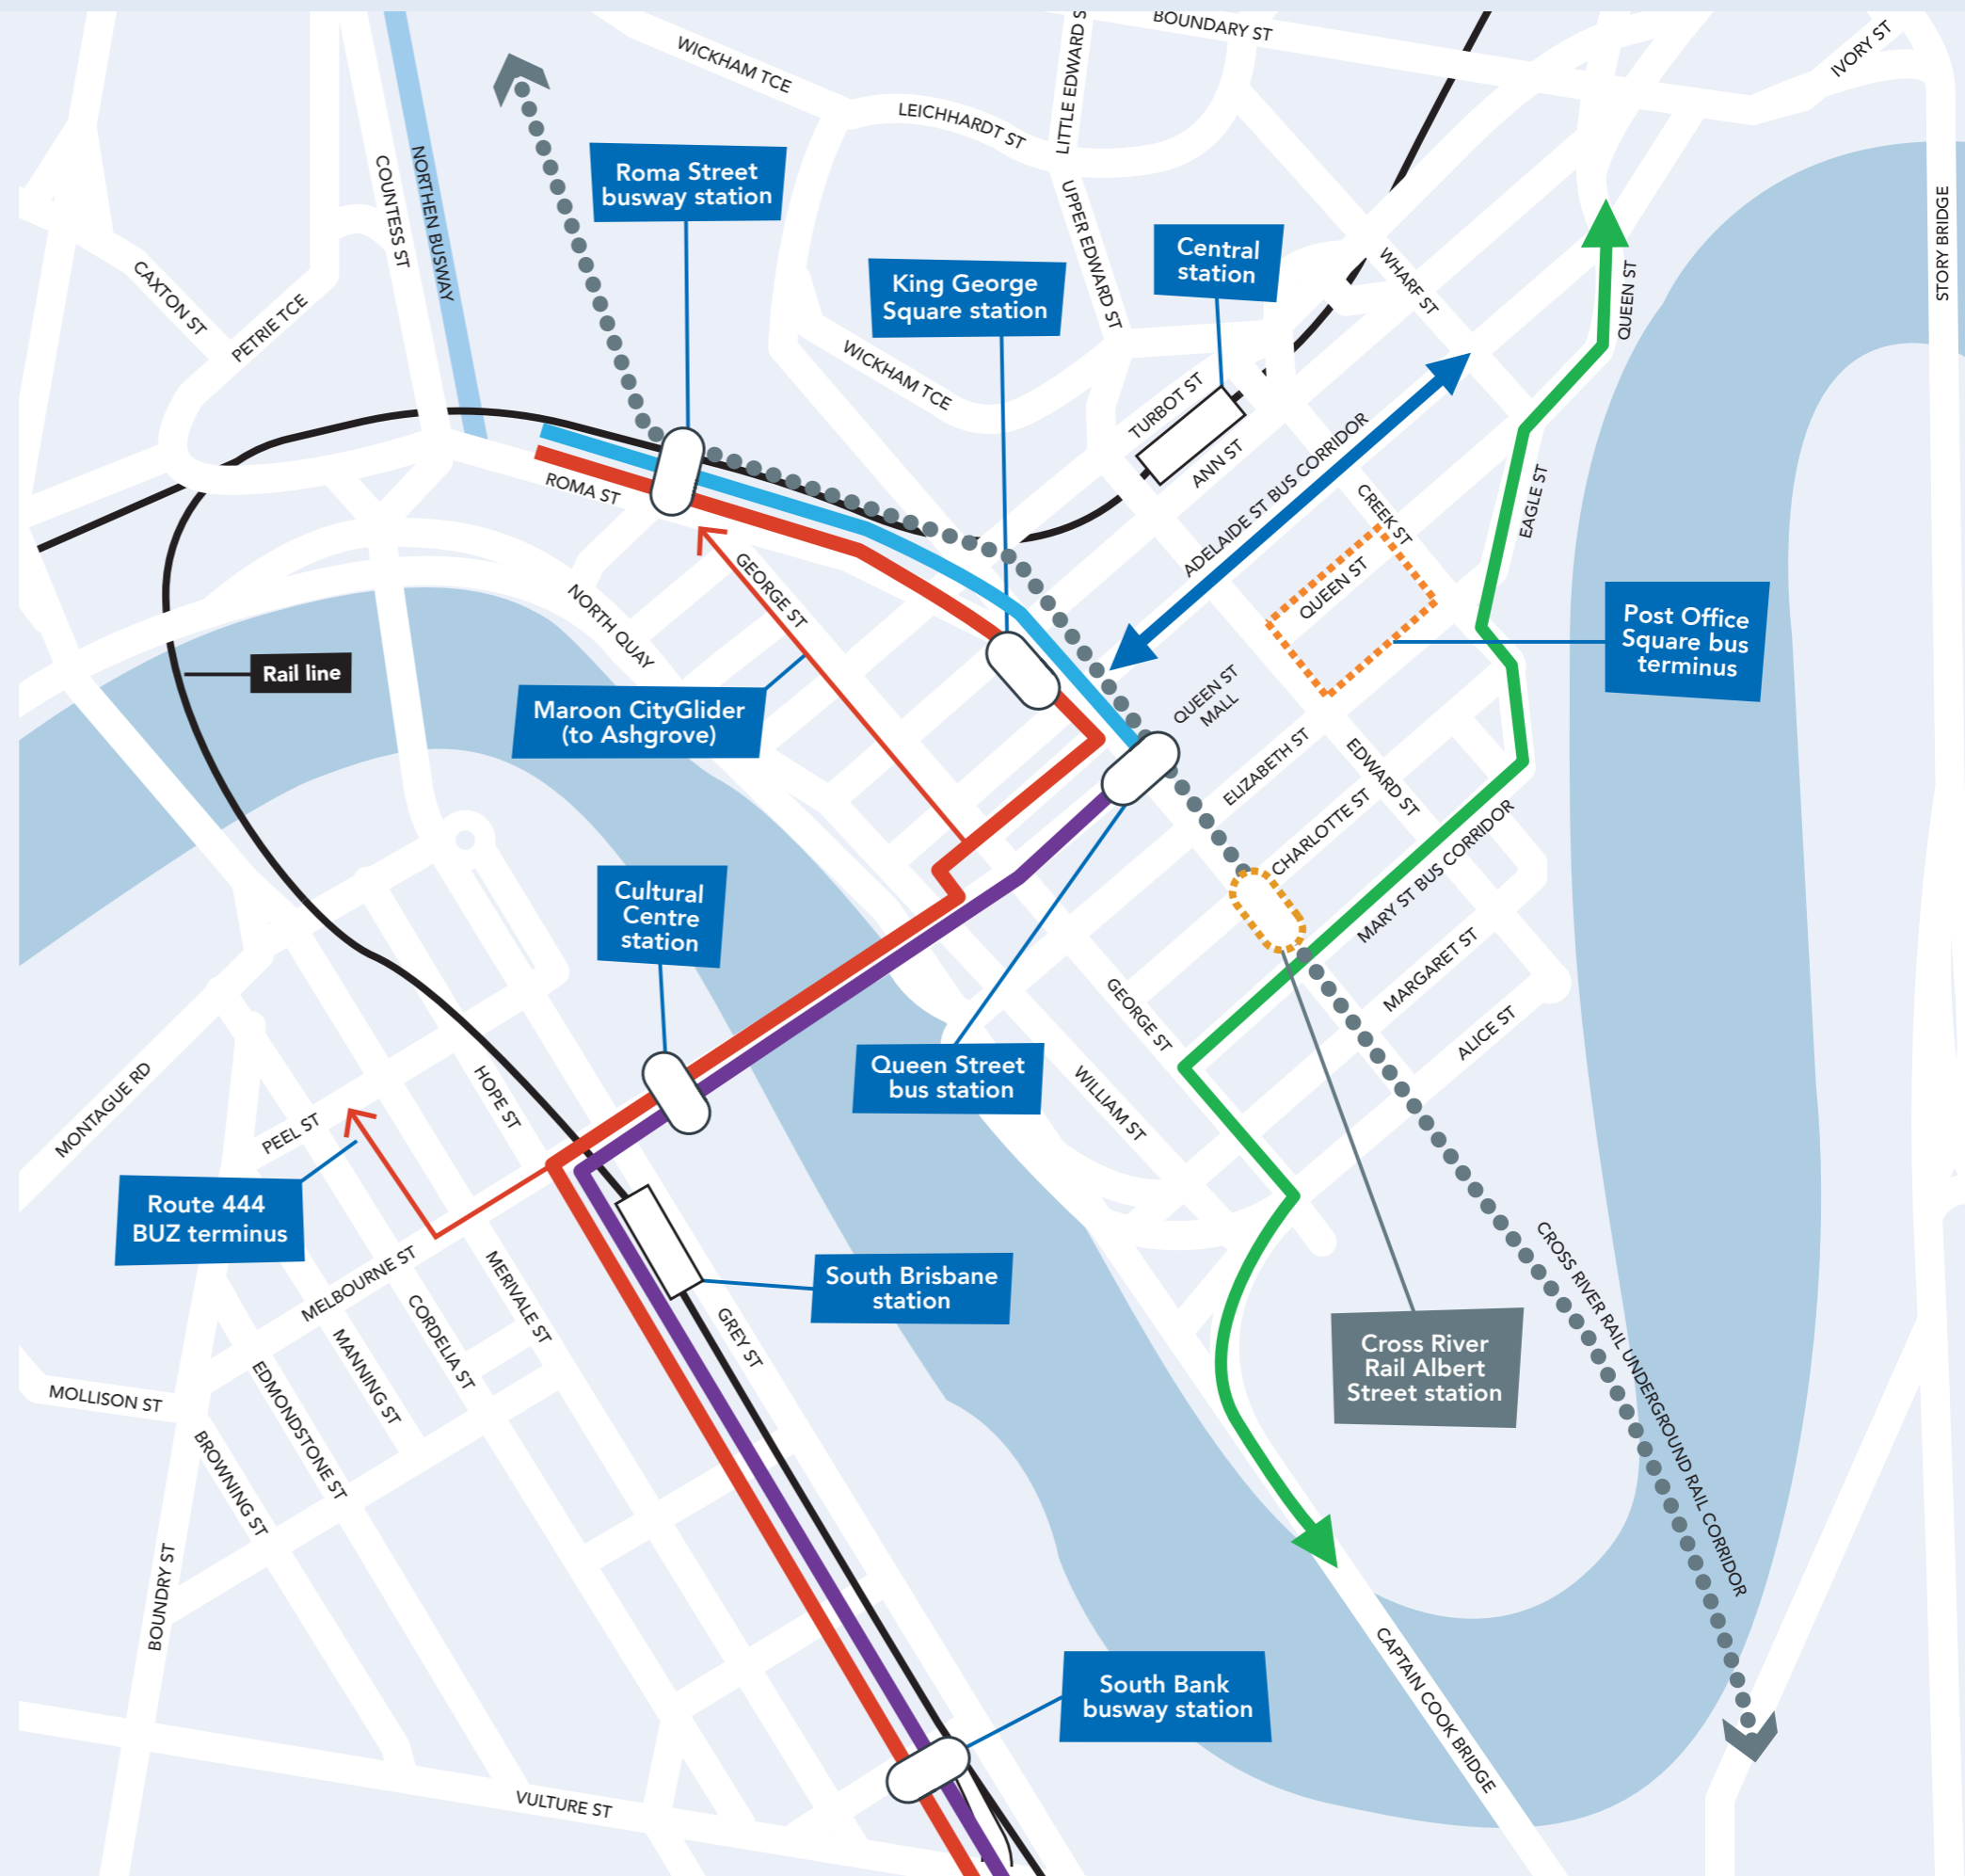 BOUNDARY ST
IVORY ST
WICKHAM TCE
LITTLE EDWARD S
LEICHHARDT ST
STORY BRIDGE
COUNTESS ST
NORTHEN BUSWAY
Roma Street
busway station
UPPER EDWARD ST
Central
station
WHARF ST
QUEEN ST
CAXTON ST
PETRIE TCE
King George
Square station
WICKHAM TCE
TURBOT ST
ANN ST
ADELAIDE ST BUS CORRIDOR
CREEK ST
EAGLE ST
ROMA ST
GEORGE ST
NORTH QUAY
QUEEN ST
Post Office
Square bus
terminus
Rail line
Maroon CityGlider
(to Ashgrove)
QUEEN ST
MALL
ELIZABETH ST
EDWARD ST
CHARLOTTE ST
MARY ST BUS CORRIDOR
Cultural
Centre
station
MARGARET ST
ALICE ST
GEORGE ST
WILLIAM ST
Queen Street
bus station
MONTAGUE RD
PEEL ST
HOPE ST
Route 444
BUZ terminus
MELBOURNE ST
MERIVALE ST
CORDELIA ST
MANNING ST
EDMONDSTONE ST
BROWNING ST
MOLLISON ST
GREY ST
South Brisbane
station
CROSS RIVER RAIL UNDERGROUND RAIL CORRIDOR
Cross River
Rail Albert
Street station
BOUNDRY ST
South Bank
busway station
CAPTAIN COOK BRIDGE
VULTURE ST